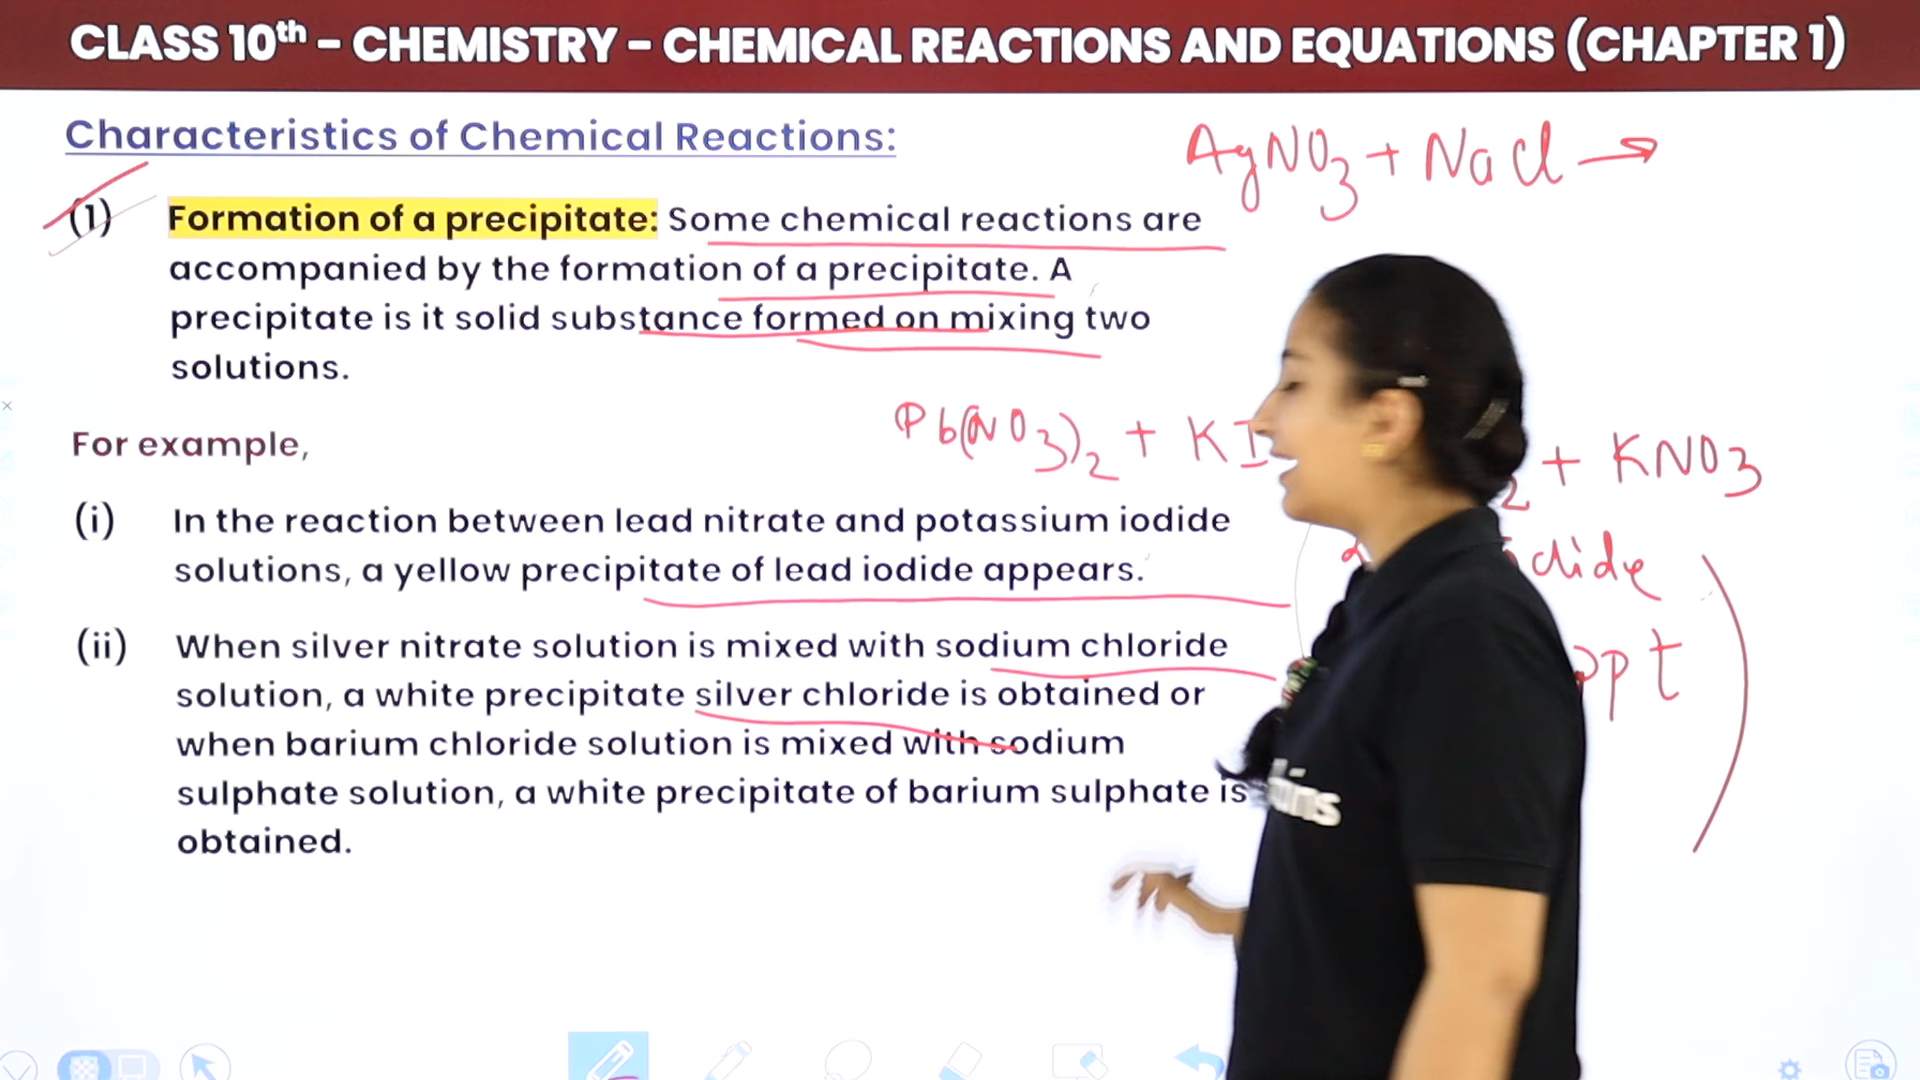 CLASS 10th - CHEMISTRY - CHEMICAL REACTIONS AND EQUATIONS (CHAPTER 1)
Characteristics of Chemical Reactions:
AgNO3 + NaCl →
(1) Formation of a precipitate: Some chemical reactions are
accompanied by the formation of a precipitate. A
precipitate is it solid substance formed on mixing two
solutions.
Pb(NO3)2 + KI 2 + KNO3
For example,
(i) In the reaction between lead nitrate and potassium iodide
solutions, a yellow precipitate of lead iodide appears.
(ii) When silver nitrate solution is mixed with sodium chloride
solution, a white precipitate silver chloride is obtained or
when barium chloride solution is mixed with sodium
sulphate solution, a white precipitate of barium sulphate is
obtained.
ppt